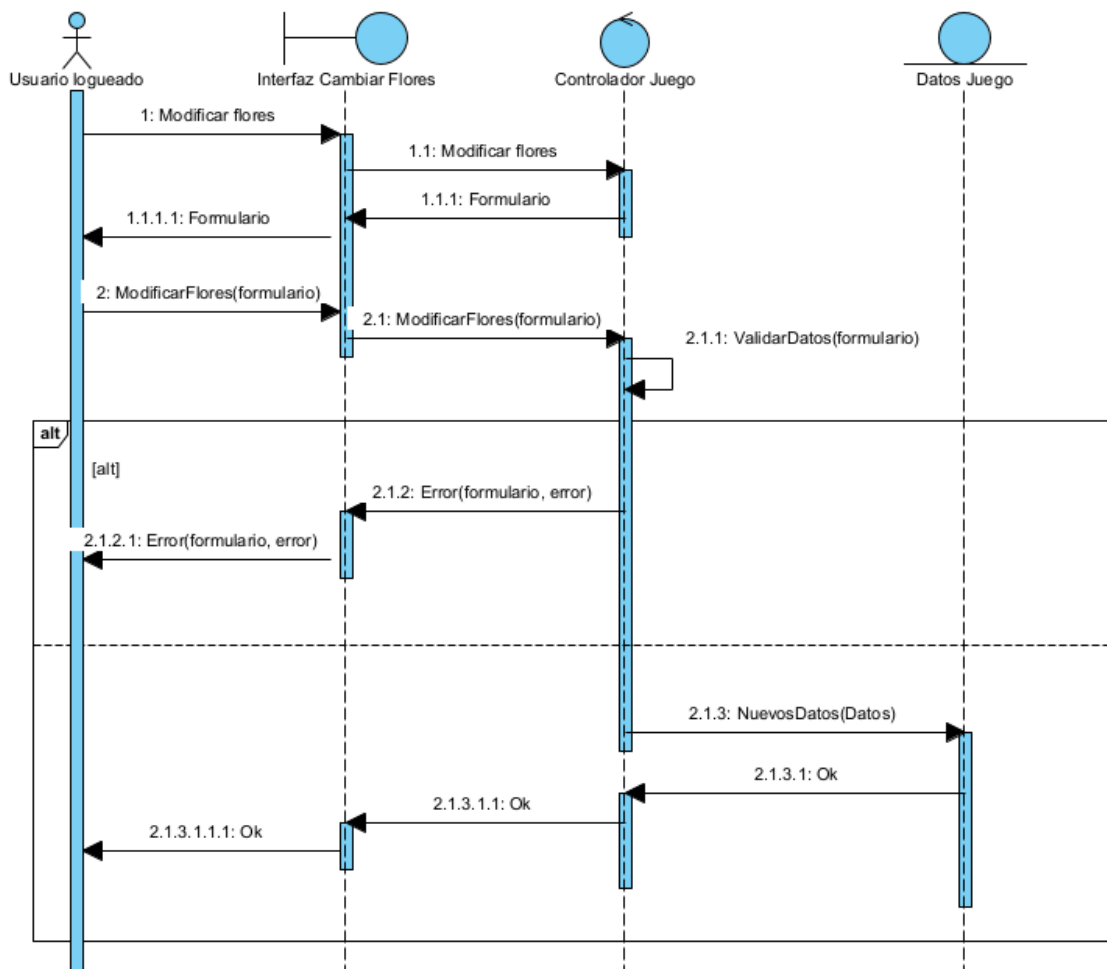 Usuario logueado
Interfaz Cambiar Flores
Controlador Juego
Datos Juego
1: Modificar flores
1.1: Modificar flores
1.1.1: Formulario
1.1.1.1: Formulario
2: ModificarFlores(formulario)
2.1: ModificarFlores(formulario)
2.1.1: ValidarDatos(formulario)
alt
[alt]
2.1.2: Error(formulario, error)
2.1.2.1: Error(formulario, error)
2.1.3: NuevosDatos(Datos)
2.1.3.1: Ok
2.1.3.1.1: Ok
2.1.3.1.1.1: Ok